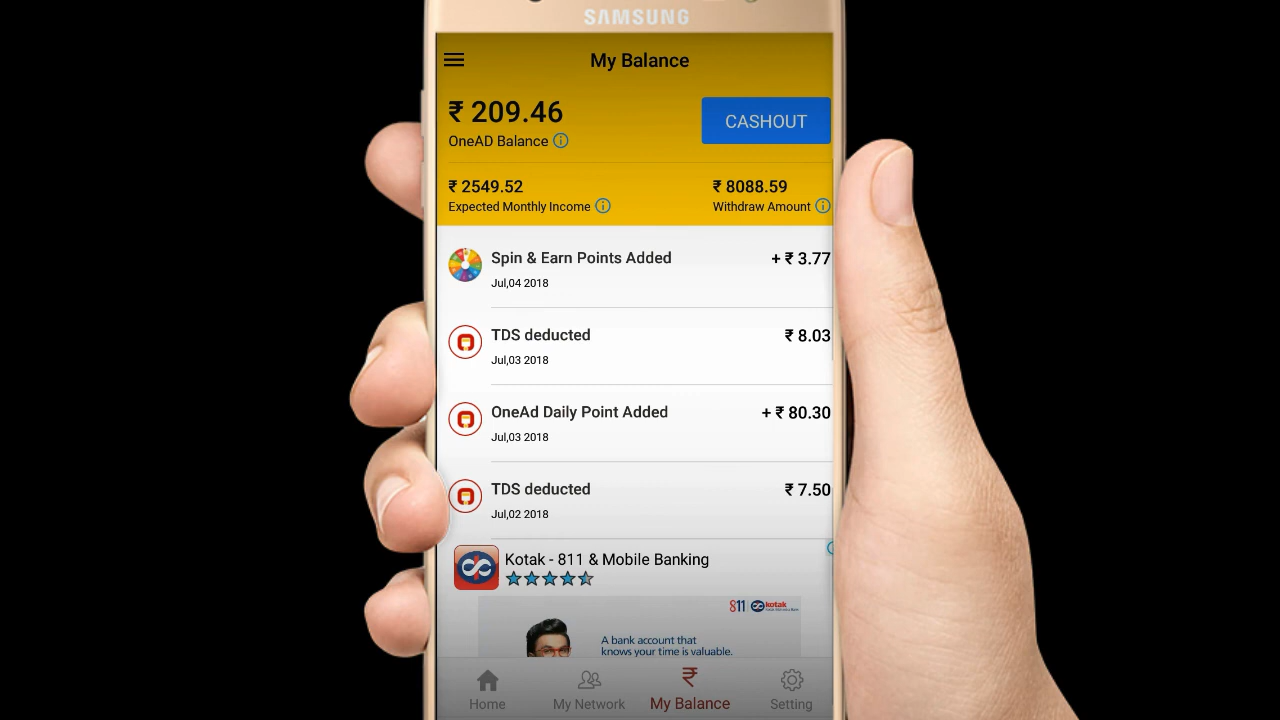 SAMSUNG
My Balance
₹ 209.46
CASHOUT
OneAD Balance
₹ 2549.52
₹ 8088.59
Expected Monthly Income
Withdraw Amount
Spin & Earn Points Added
+ ₹ 3.77
Jul,04 2018
TDS deducted
₹ 8.03
Jul,03 2018
OneAd Daily Point Added
+ ₹ 80.30
Jul,03 2018
TDS deducted
₹ 7.50
Jul,02 2018
Kotak - 811 & Mobile Banking
811 kotak
A bank account that
knows your time is valuable.
Home
My Network
My Balance
Setting